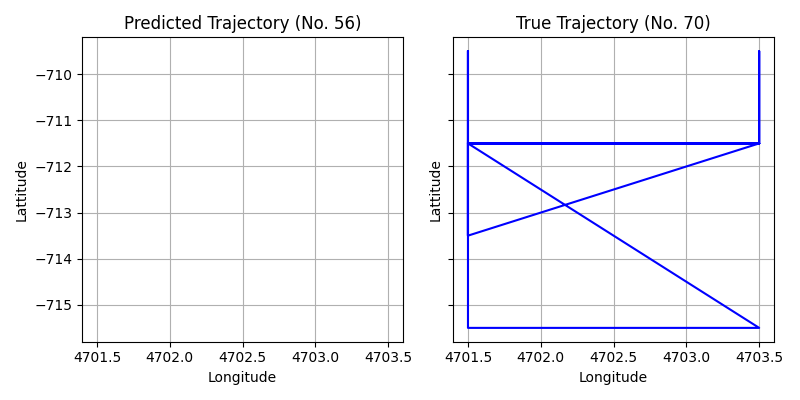 Predicted Trajectory (No. 56)
True Trajectory (No. 70)
−710
−711
−712
−713
−714
−715
Lattitude
Lattitude
4701.5 4702.0 4702.5 4703.0 4703.5
4701.5 4702.0 4702.5 4703.0 4703.5
Longitude
Longitude